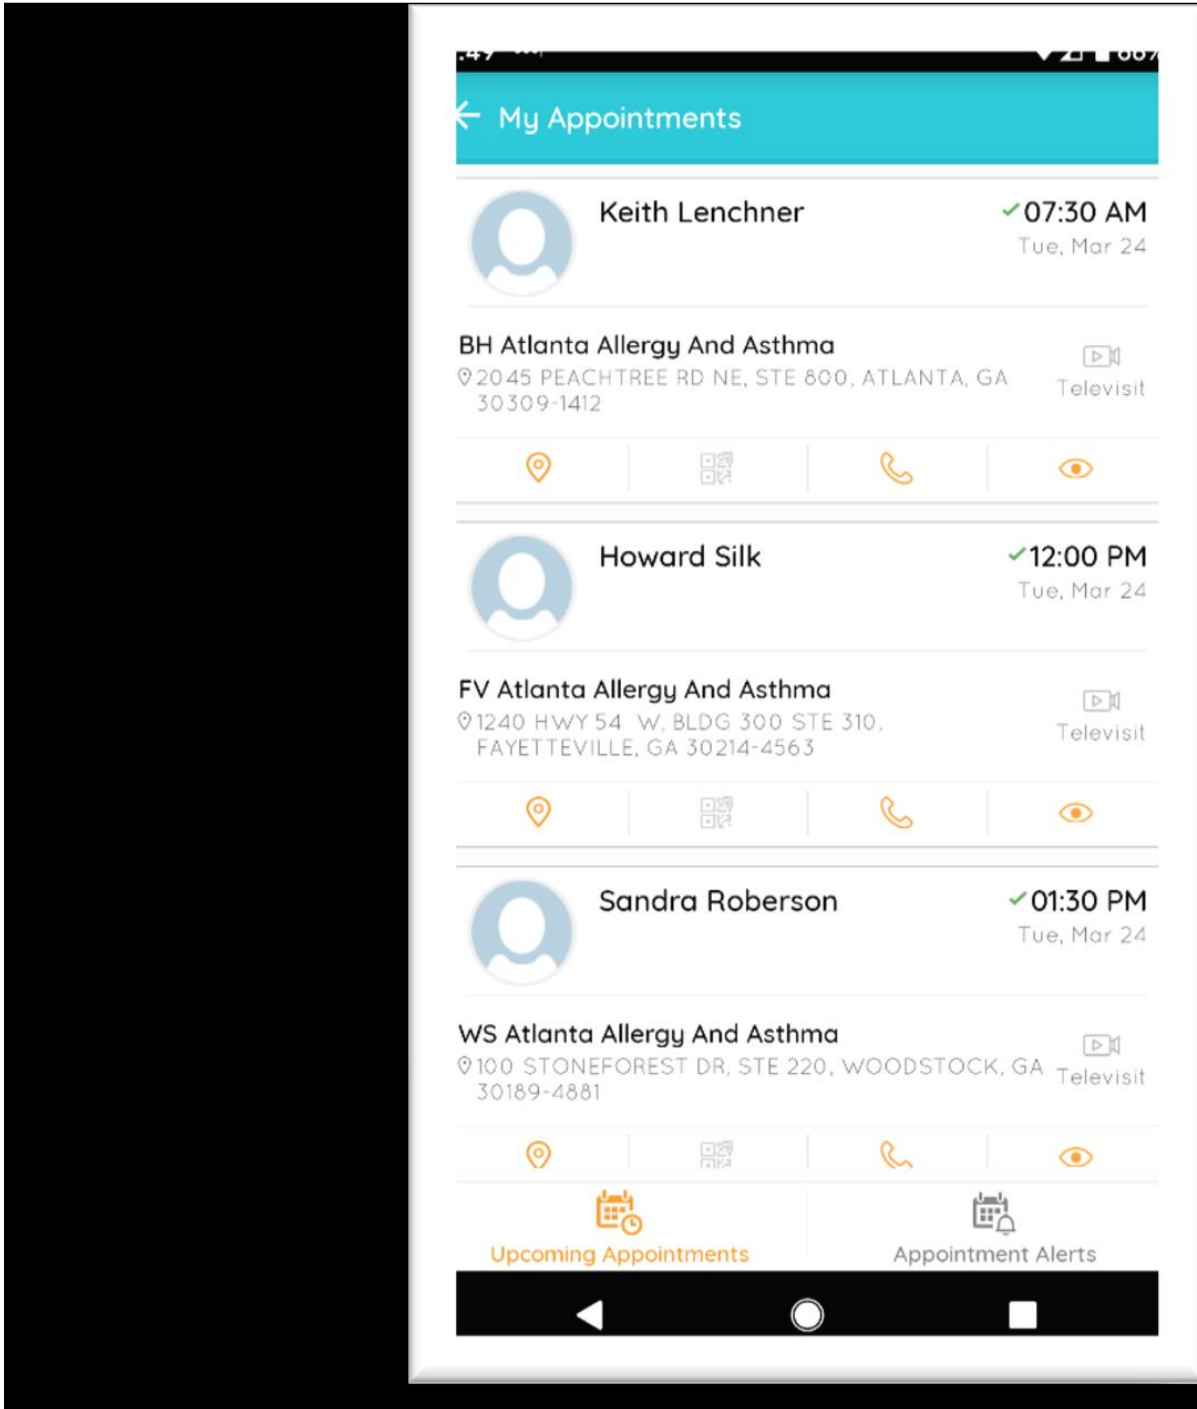 My Appointments
Keith Lenchner
07:30 AM
Tue, Mar 24
BH Atlanta Allergy And Asthma
2045 PEACHTREE RD NE, STE 800, ATLANTA, GA
30309-1412
Televisit
Howard Silk
12:00 PM
Tue, Mar 24
FV Atlanta Allergy And Asthma
1240 HWY 54 W, BLDG 300 STE 310,
FAYETTEVILLE, GA 30214-4563
Televisit
Sandra Roberson
01:30 PM
Tue, Mar 24
WS Atlanta Allergy And Asthma
100 STONEFOREST DR, STE 220, WOODSTOCK, GA
30189-4881
Televisit
Upcoming Appointments
Appointment Alerts